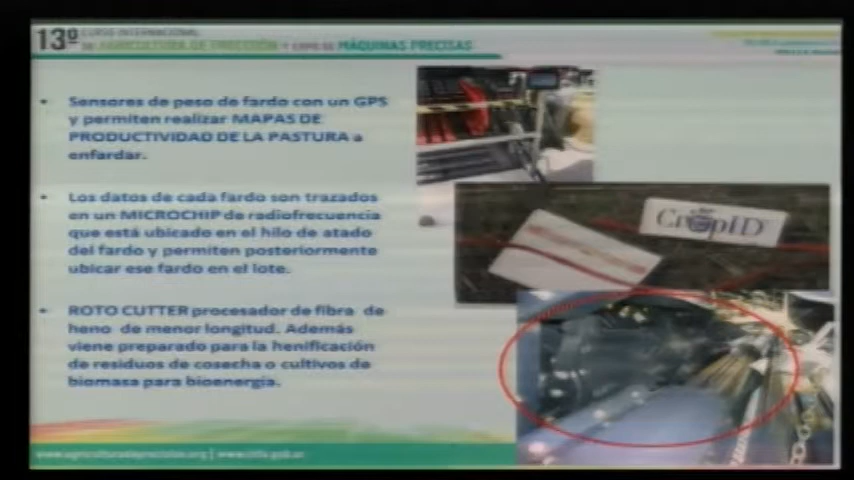 13º CURSO INTERNACIONAL
DE AGRICULTURA DE PRECISIÓN Y EXPO DE MÁQUINAS PRECISAS
• Sensores de peso de fardo con un GPS
y permiten realizar MAPAS DE
PRODUCTIVIDAD DE LA PASTURA a
enfardar.
• Los datos de cada fardo son trazados
en un MICROCHIP de radiofrecuencia
que está ubicado en el hilo de atado
del fardo y permiten posteriormente
ubicar ese fardo en el lote.
CropID
• ROTO CUTTER procesador de fibra de
heno de menor longitud. Además
viene preparado para la henificación
de residuos de cosecha o cultivos de
biomasa para bioenergía.
www.agriculturadeprecision.org | www.inta.gob.ar